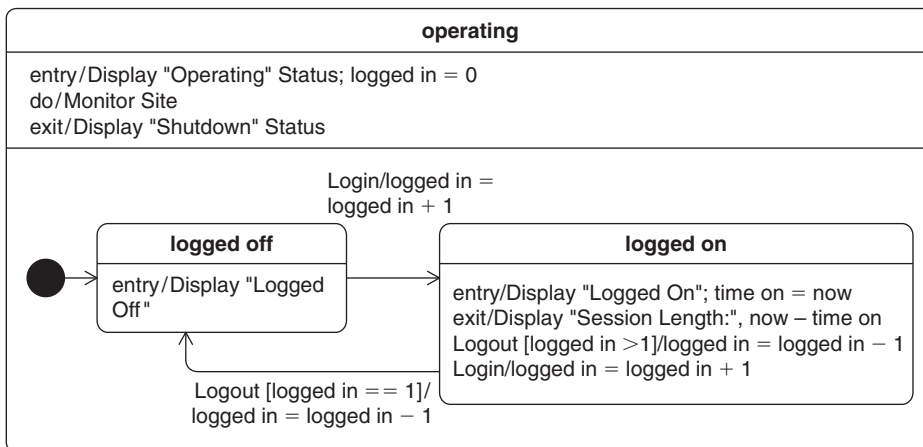 operating
entry/Display "Operating" Status; logged in = 0
do/Monitor Site
exit/Display "Shutdown" Status
Login/logged in =
logged in + 1
logged off
entry/Display "Logged
Off"
logged on
entry/Display "Logged On"; time on = now
exit/Display "Session Length:", now – time on
Logout [logged in >1]/logged in = logged in − 1
Login/logged in = logged in + 1
Logout [logged in == 1]/
logged in = logged in − 1